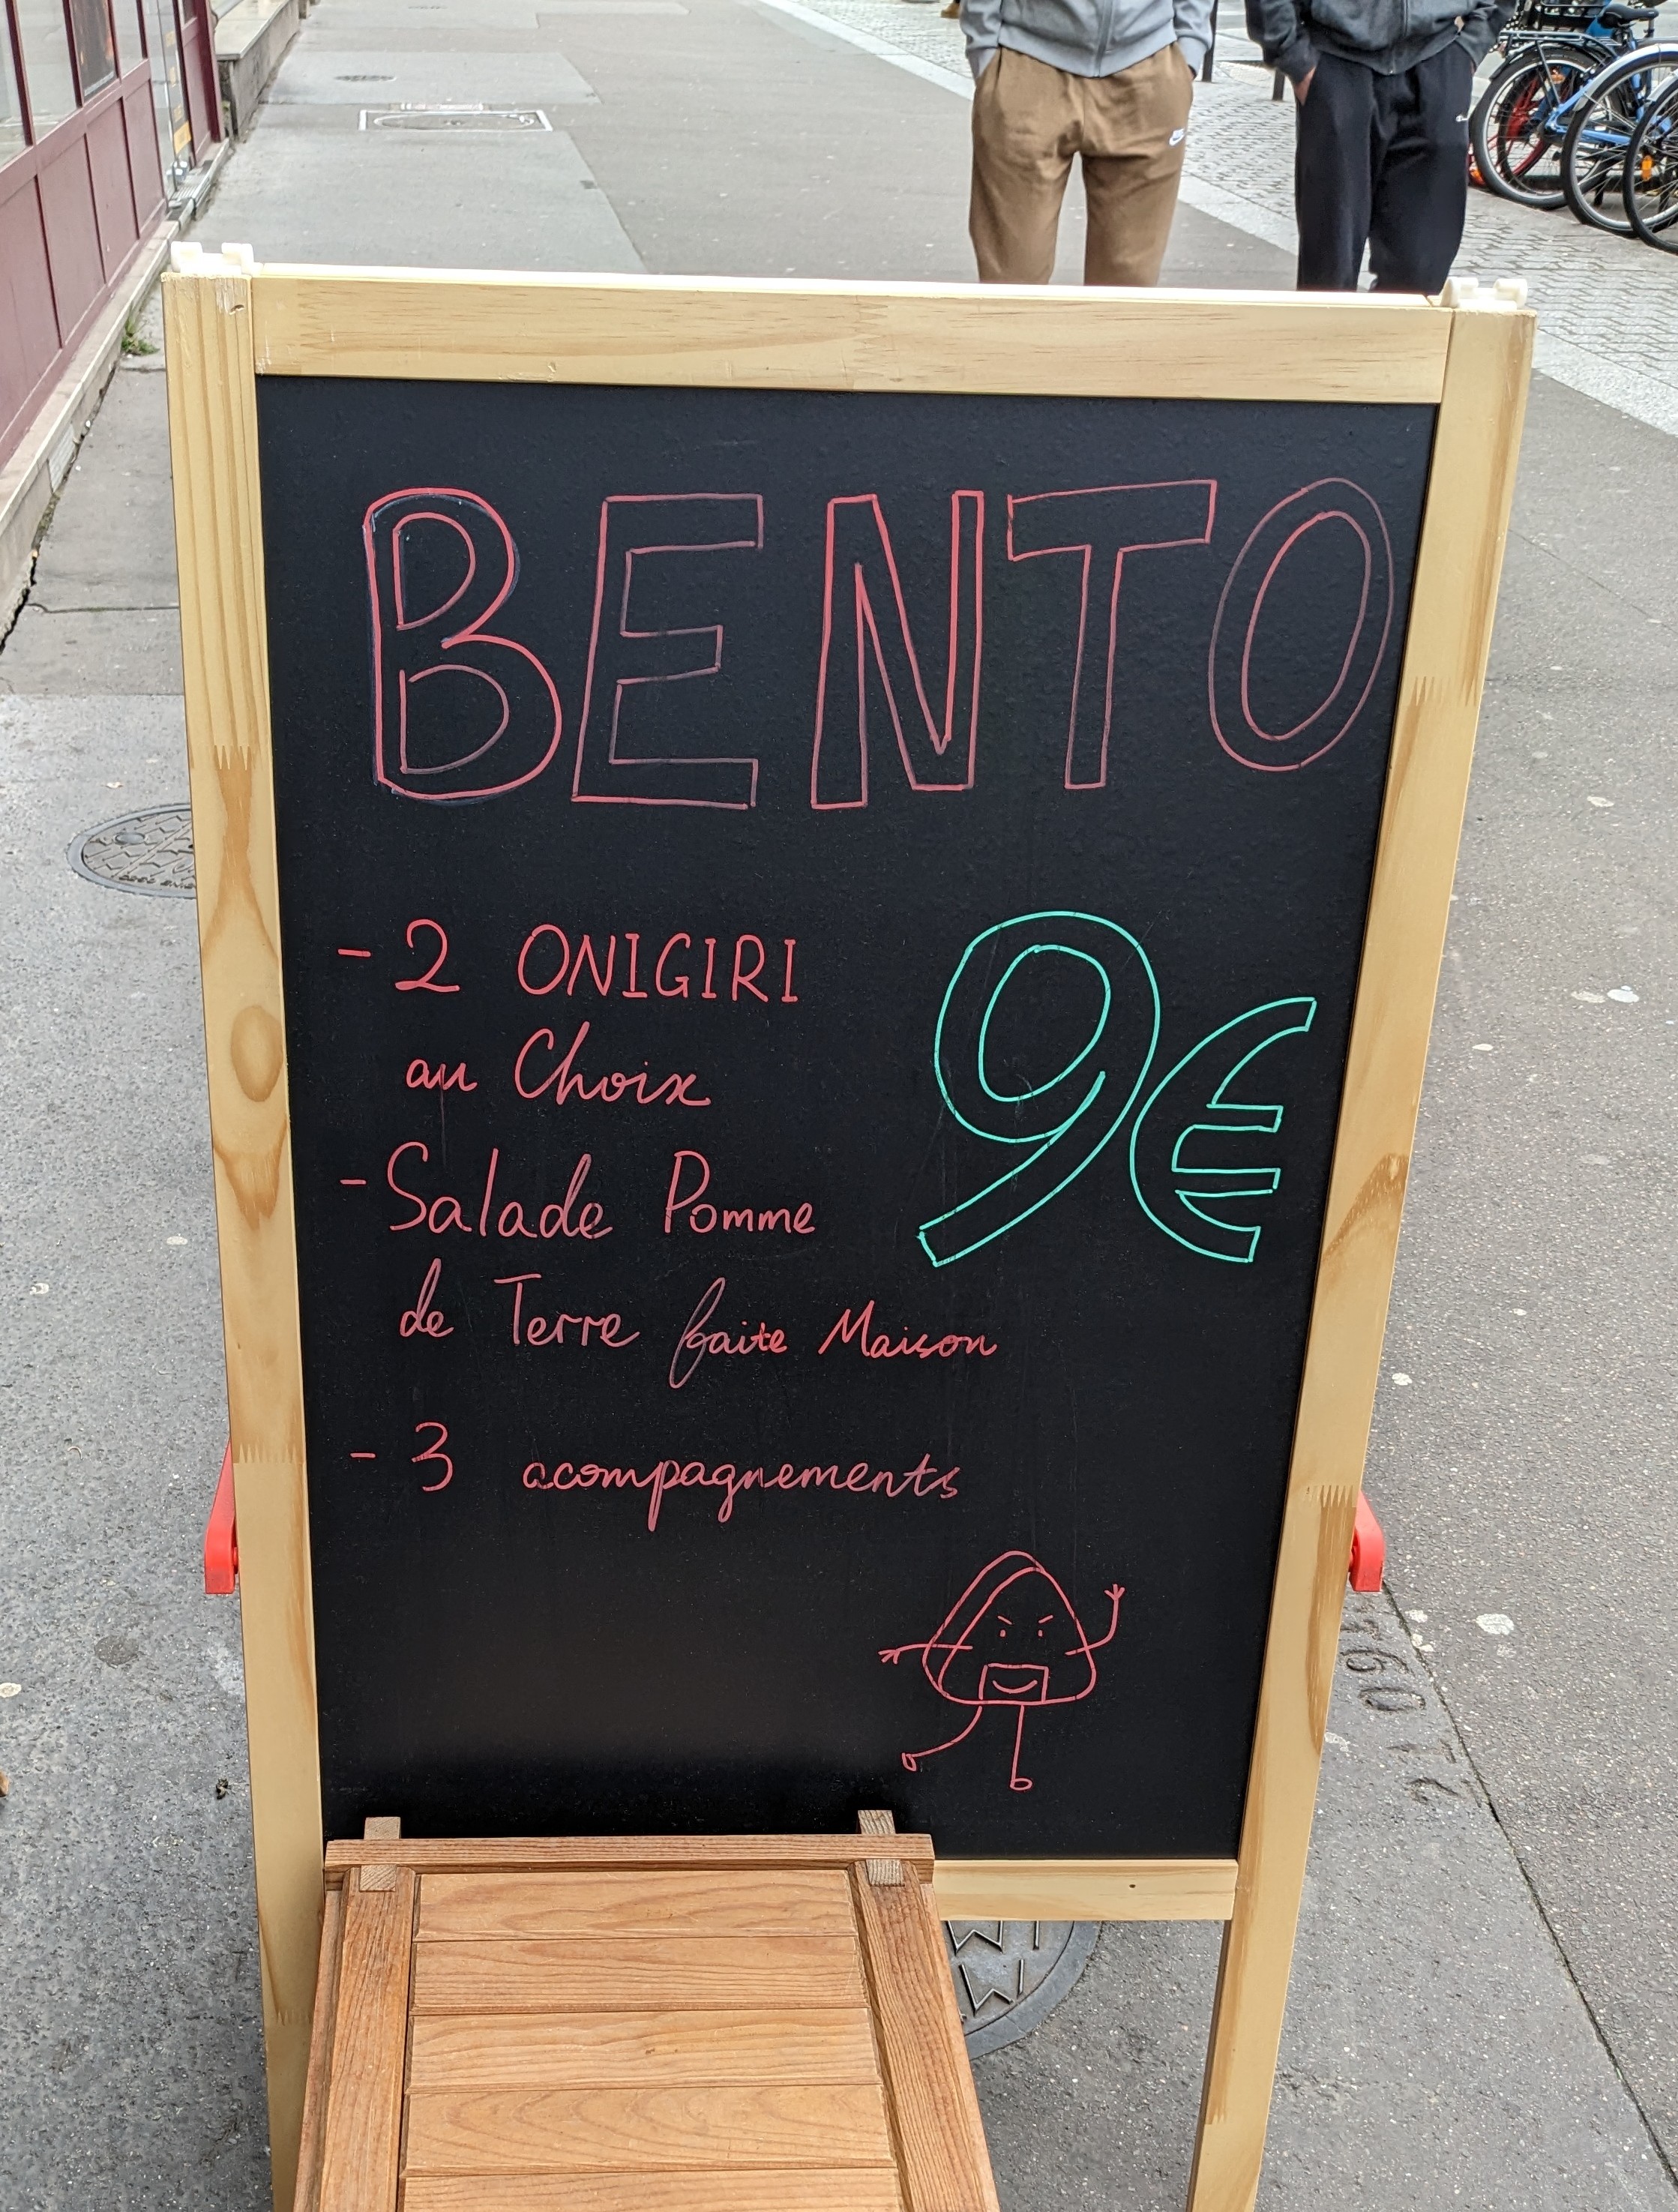 BENTO
- 2 ONIGIRI
au Choix
9€
- Salade Pomme
de Terre faite Maison
- 3 acompagnements